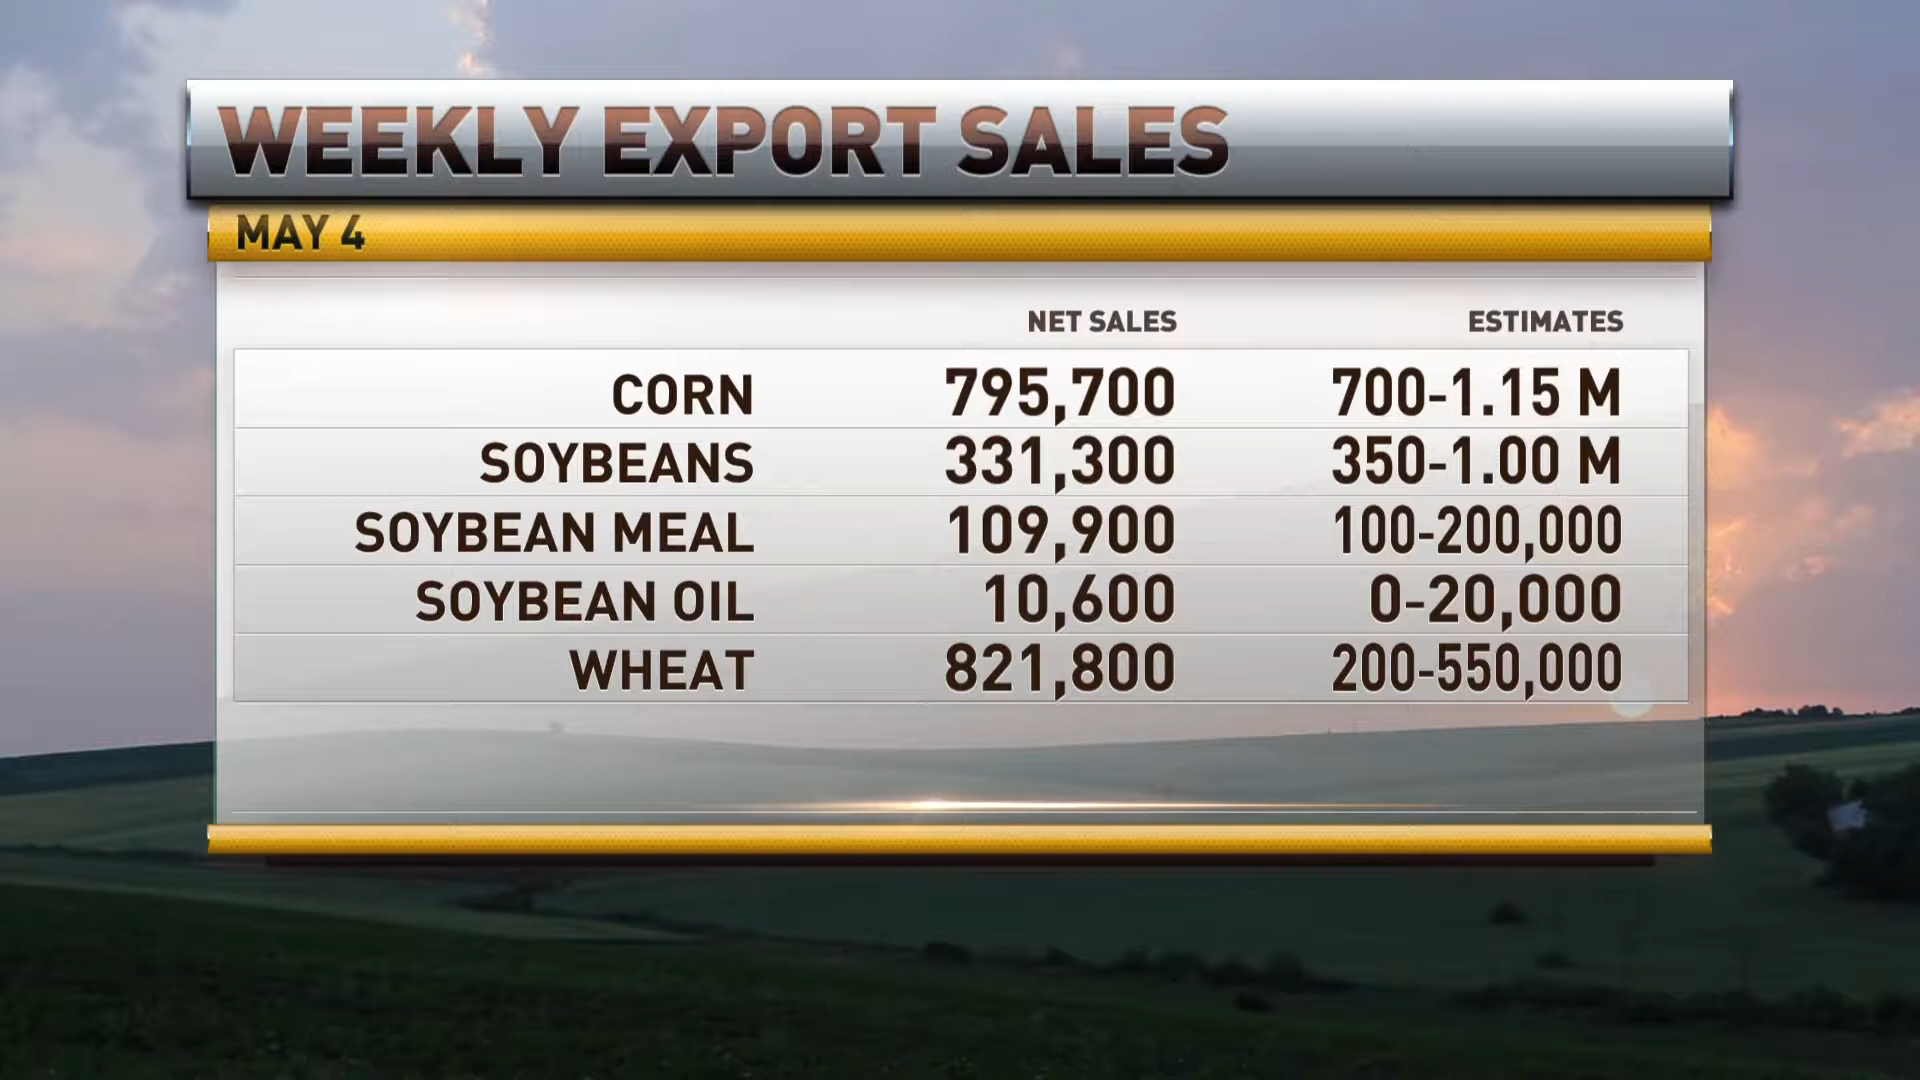 WEEKLY EXPORT SALES
MAY 4
NET SALES ESTIMATES
CORN 795,700 700-1.15 M
SOYBEANS 331,300 350-1.00 M
SOYBEAN MEAL 109,900 100-200,000
SOYBEAN OIL 10,600 0-20,000
WHEAT 821,800 200-550,000